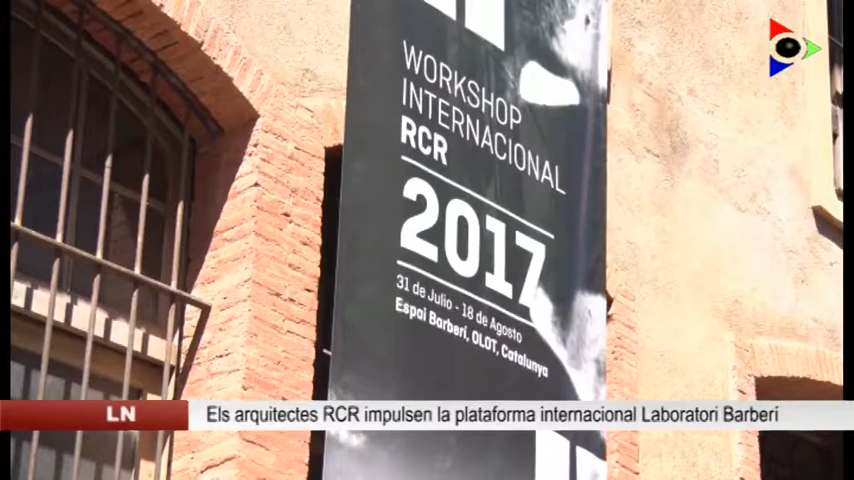 WORKSHOP
INTERNACIONAL
RCR
2017
31 de Julio - 18 de Agosto
Espai Barberí, OLOT, Catalunya
LN Els arquitectes RCR impulsen la plataforma internacional Laboratori Barberí